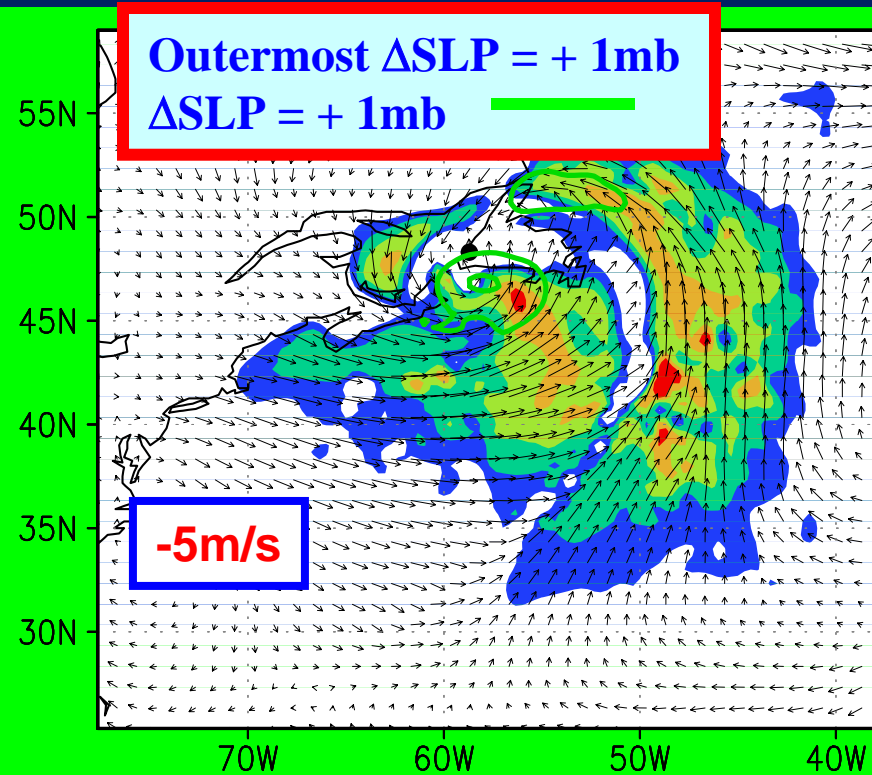 Outermost ΔSLP = + 1mb
ΔSLP = + 1mb
55N
50N
45N
40N
35N
30N
-5m/s
70W
60W
50W
40W